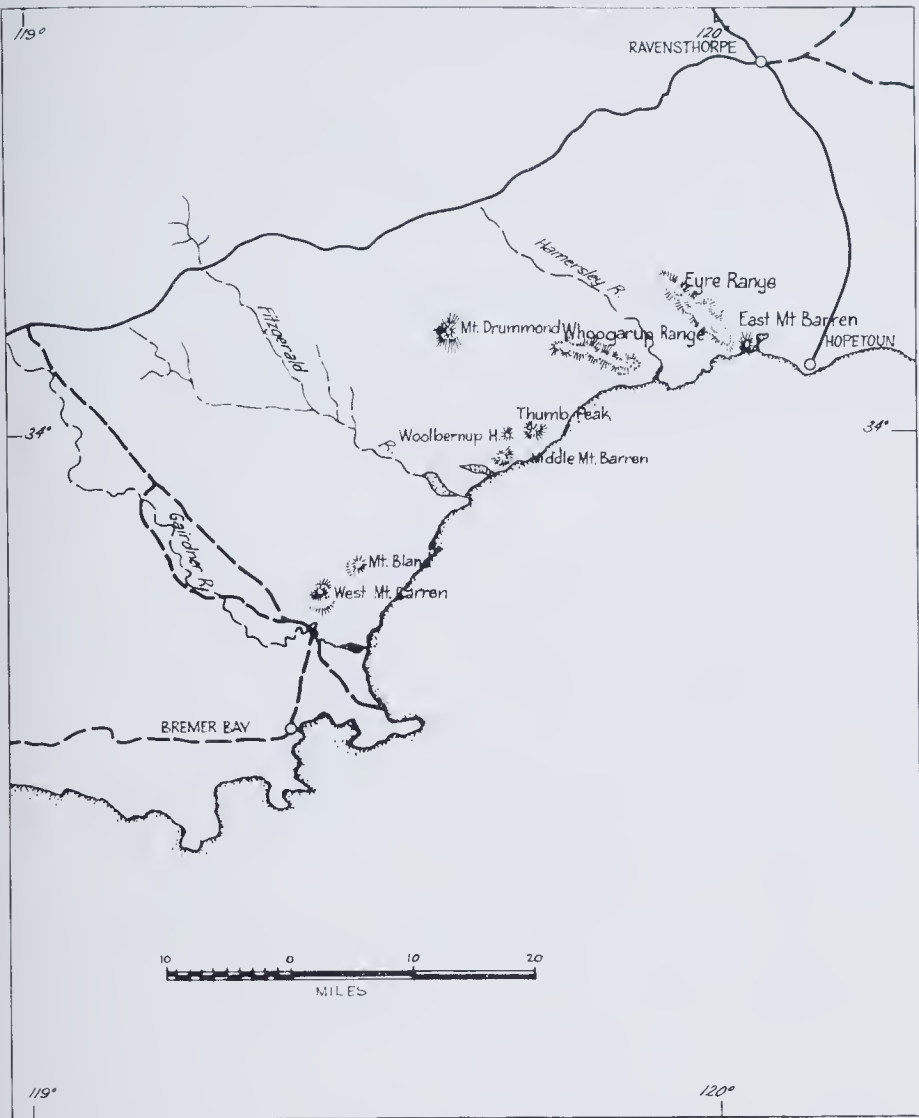 119°
120°
RAVENSTHORPE
Hamersley R.
Eyre Range
Fitzgerald
R.
Mt. Drummond
Whoogarup Range
East Mt Barren
HOPETOUN
34°
34°
Thumb Peak
Woolbernup H.
Middle Mt. Barren
Gairdner R.
Mt. Bland
West Mt. Barren
BREMER BAY
10 0 10 20
MILES
119°
120°